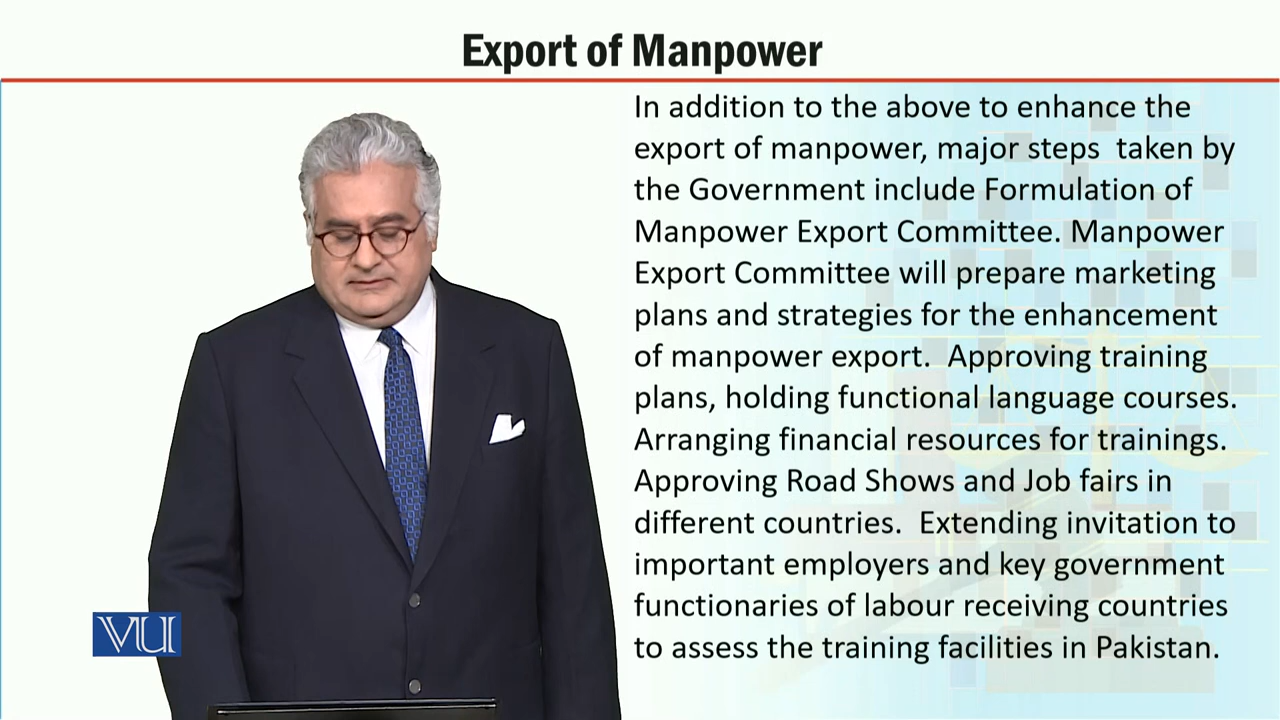 Export of Manpower
In addition to the above to enhance the
export of manpower, major steps  taken by
the Government include Formulation of
Manpower Export Committee. Manpower
Export Committee will prepare marketing
plans and strategies for the enhancement
of manpower export.  Approving training
plans, holding functional language courses.
Arranging financial resources for trainings.
Approving Road Shows and Job fairs in
different countries.  Extending invitation to
important employers and key government
functionaries of labour receiving countries
to assess the training facilities in Pakistan.
VU